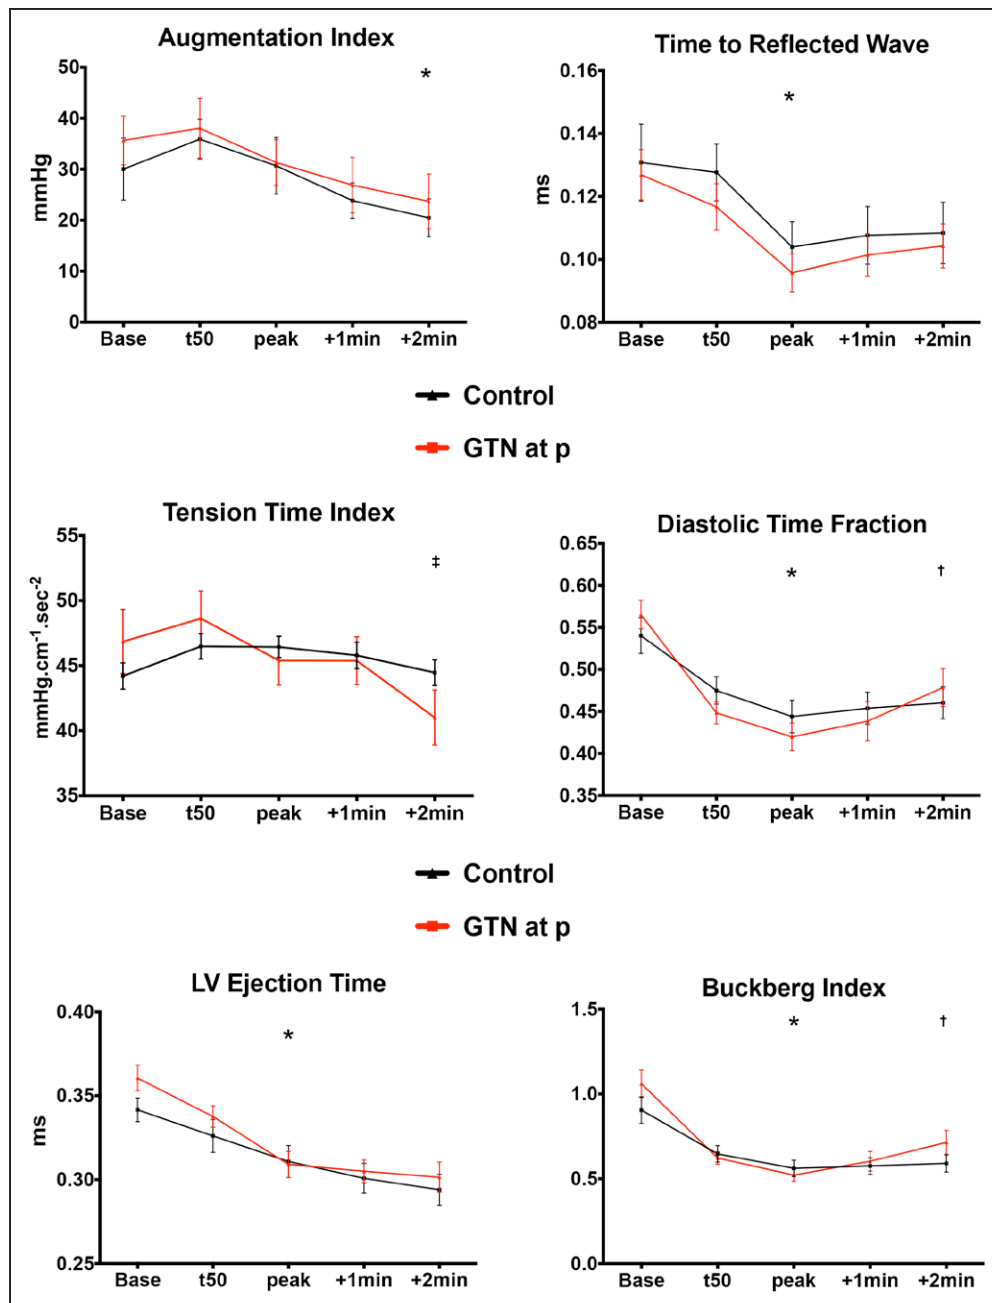 Augmentation Index
50
40
30
20
10
0
mmHg
*
Base t50 peak +1min +2min
Time to Reflected Wave
0.16
0.14
0.12
0.10
0.08
ms
*
Base t50 peak +1min +2min
Control
GTN at p
Tension Time Index
55
50
45
40
35
mmHg.cm-1.sec-2
‡
Base t50 peak +1min +2min
Diastolic Time Fraction
0.65
0.60
0.55
0.50
0.45
0.40
0.35
* †
Base t50 peak +1min +2min
Control
GTN at p
LV Ejection Time
0.40
0.35
0.30
0.25
ms
*
Base t50 peak +1min +2min
Buckberg Index
1.5
1.0
0.5
0.0
* †
Base t50 peak +1min +2min